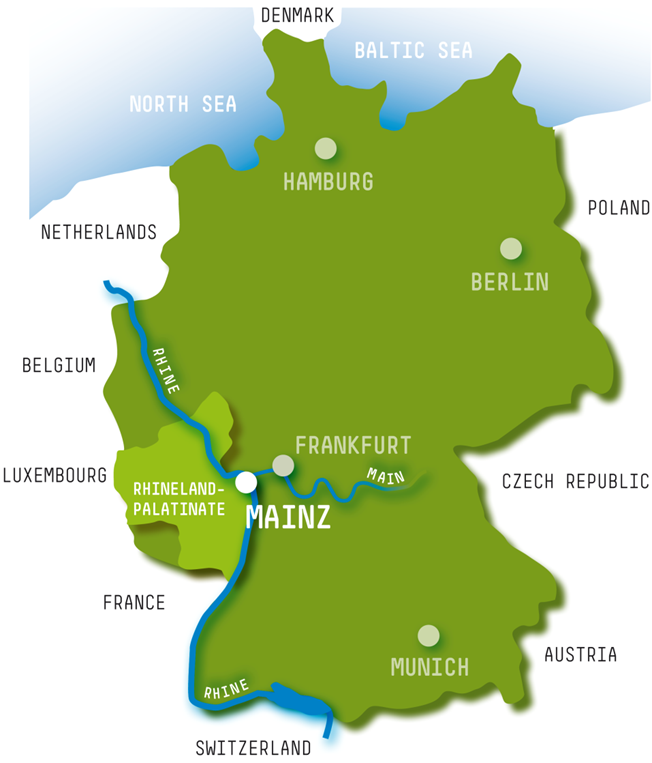 DENMARK
BALTIC SEA
NORTH SEA
HAMBURG
POLAND
NETHERLANDS
BERLIN
RHINE
BELGIUM
FRANKFURT
LUXEMBOURG
MAIN
CZECH REPUBLIC
RHINELAND-
PALATINATE
MAINZ
FRANCE
AUSTRIA
MUNICH
RHINE
SWITZERLAND